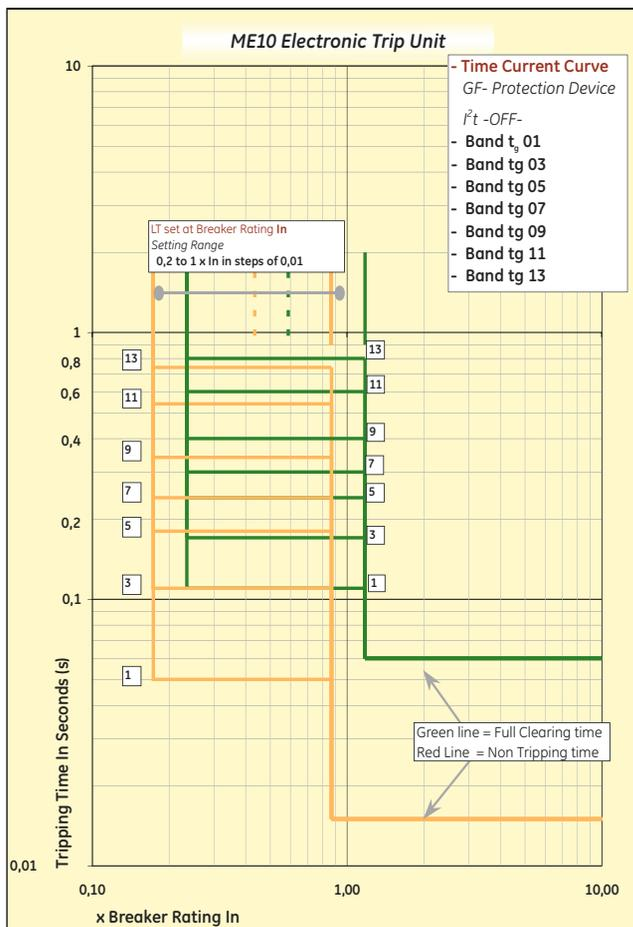 ME10 Electronic Trip Unit
10
- Time Current Curve
GF- Protection Device
I²t -OFF-
- Band tg 01
- Band tg 03
- Band tg 05
- Band tg 07
- Band tg 09
- Band tg 11
- Band tg 13
LT set at Breaker Rating In
Setting Range
0,2 to 1 x In in steps of 0,01
1
13
13
0,8
11
0,6
11
9
0,4
9
7
7
5
0,2
5
3
3
1
0,1
1
Green line = Full Clearing time
Red Line = Non Tripping time
Tripping Time In Seconds (s)
0,01
0,10
1,00
10,00
x Breaker Rating In